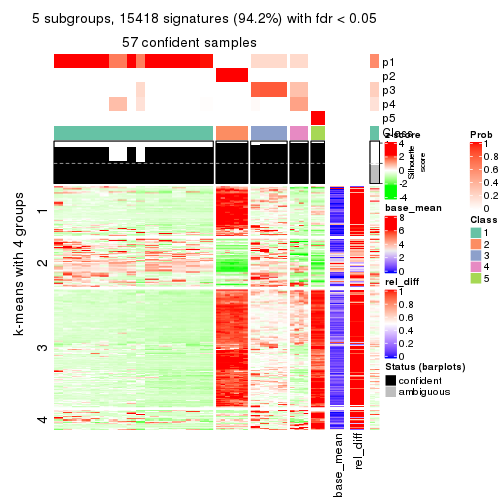 5 subgroups, 15418 signatures (94.2%) with fdr < 0.05
57 confident samples
p1
p2
p3
p4
p5
Class
Silhouette
score
k-means with 4 groups
1
2
3
4
base_mean
rel_diff
z-score
4
2
0
-2
-4
base_mean
8
6
4
2
0
rel_diff
1
0.8
0.6
0.4
0.2
0
Status (barplots)
confident
ambiguous
Prob
1
0.8
0.6
0.4
0.2
0
Class
1
2
3
4
5